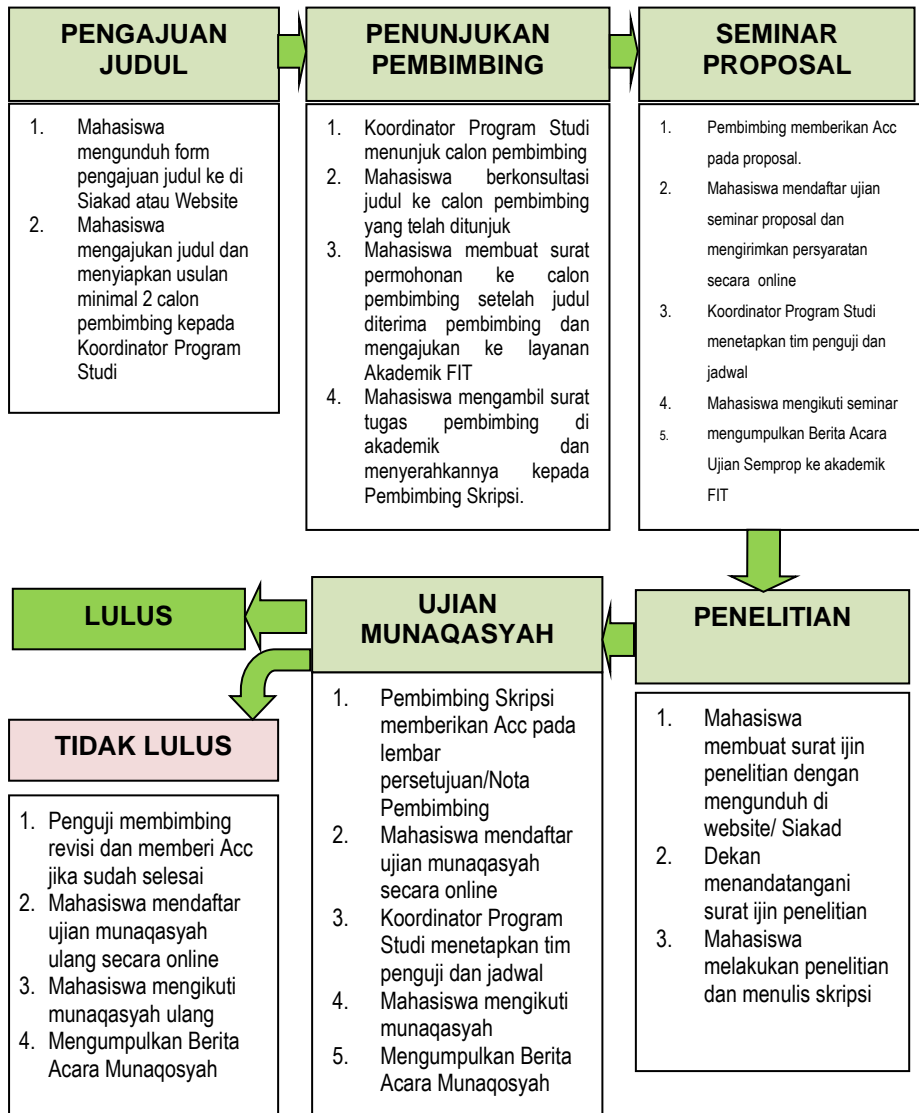 PENGAJUAN
JUDUL
1. Mahasiswa
mengunduh form
pengajuan judul ke di
Siakad atau Website
2. Mahasiswa
mengajukan judul dan
menyiapkan usulan
minimal 2 calon
pembimbing kepada
Koordinator Program
Studi
PENUNJUKAN
PEMBIMBING
1. Koordinator Program Studi
menunjuk calon pembimbing
2. Mahasiswa berkonsultasi
judul ke calon pembimbing
yang telah ditunjuk
3. Mahasiswa membuat surat
permohonan ke calon
pembimbing setelah judul
diterima pembimbing dan
mengajukan ke layanan
Akademik FIT
4. Mahasiswa mengambil surat
tugas pembimbing di
akademik dan
menyerahkannya kepada
Pembimbing Skripsi.
SEMINAR
PROPOSAL
1. Pembimbing memberikan Acc
pada proposal.
2. Mahasiswa mendaftar ujian
seminar proposal dan
mengirimkan persyaratan
secara online
3. Koordinator Program Studi
menetapkan tim penguji dan
jadwal
4. Mahasiswa mengikuti seminar
5. mengumpulkan Berita Acara
Ujian Semprop ke akademik
FIT
PENELITIAN
1. Mahasiswa
membuat surat ijin
penelitian dengan
mengunduh di
website/ Siakad
2. Dekan
menandatangani
surat ijin penelitian
3. Mahasiswa
melakukan penelitian
dan menulis skripsi
UJIAN
MUNAQASYAH
1. Pembimbing Skripsi
memberikan Acc pada
lembar
persetujuan/Nota
Pembimbing
2. Mahasiswa mendaftar
ujian munaqasyah
secara online
3. Koordinator Program
Studi menetapkan tim
penguji dan jadwal
4. Mahasiswa mengikuti
munaqasyah
5. Mengumpulkan Berita
Acara Munaqosyah
LULUS
TIDAK LULUS
1. Penguji membimbing
revisi dan memberi Acc
jika sudah selesai
2. Mahasiswa mendaftar
ujian munaqasyah
ulang secara online
3. Mahasiswa mengikuti
munaqasyah ulang
4. Mengumpulkan Berita
Acara Munaqosyah